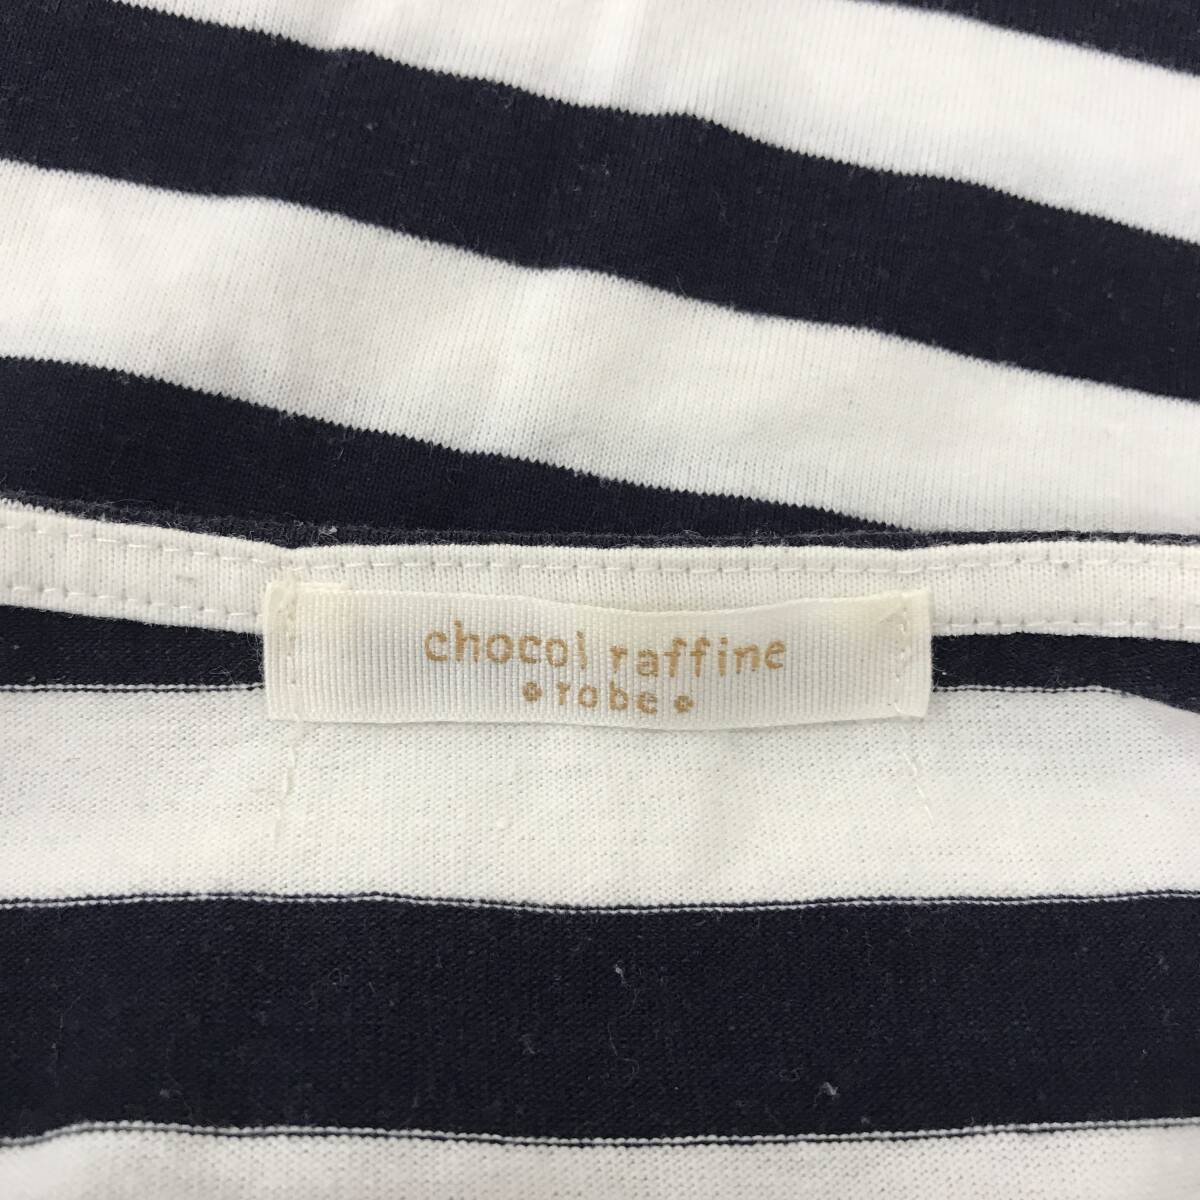 chocol raffine
• robe •